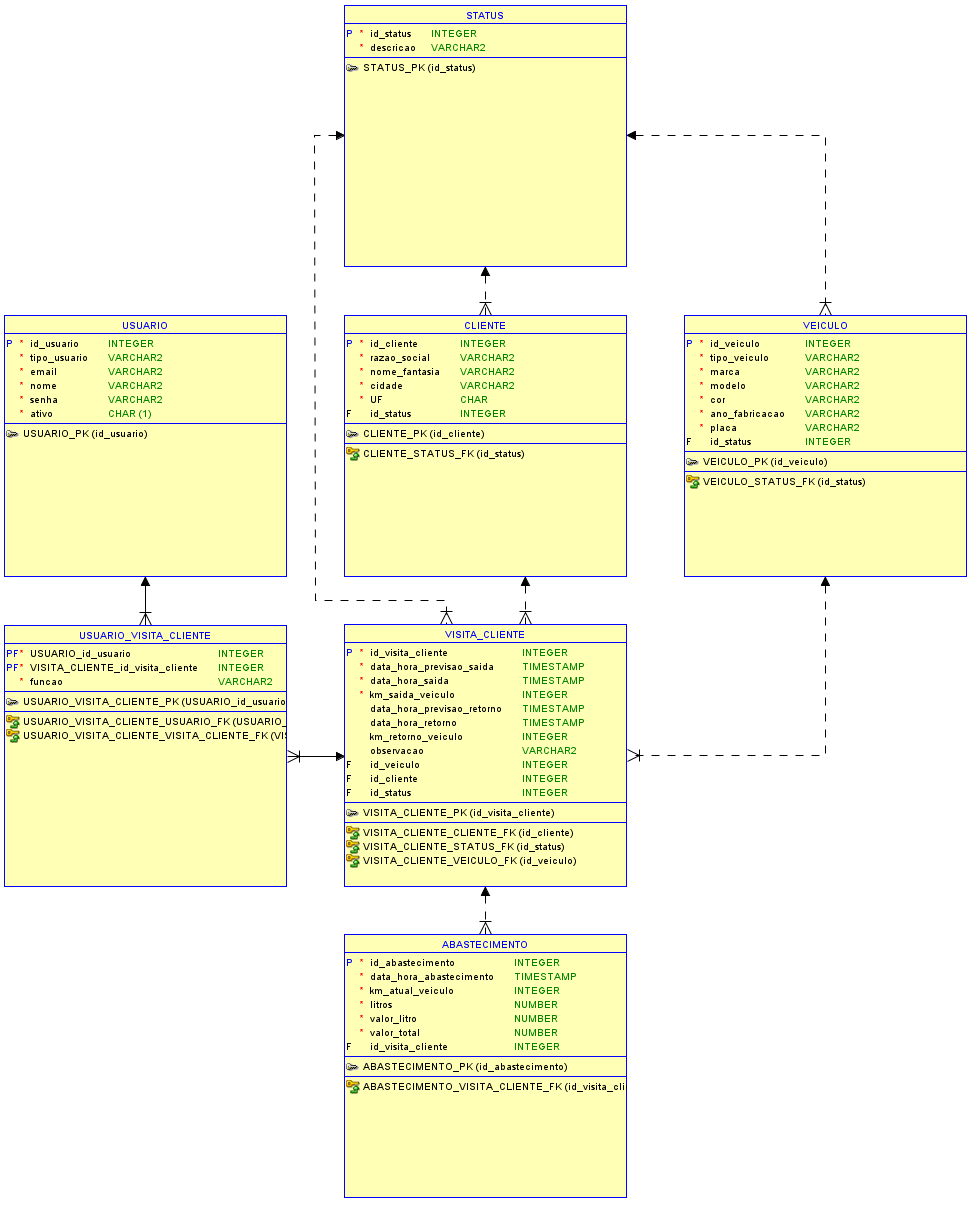 STATUS
P * id_status INTEGER
* descricao VARCHAR2
STATUS_PK (id_status)
USUARIO
P * id_usuario INTEGER
* tipo_usuario VARCHAR2
* email VARCHAR2
* nome VARCHAR2
* senha VARCHAR2
* ativo CHAR (1)
USUARIO_PK (id_usuario)
CLIENTE
P * id_cliente INTEGER
* razao_social VARCHAR2
* nome_fantasia VARCHAR2
* cidade VARCHAR2
* UF CHAR
F id_status INTEGER
CLIENTE_PK (id_cliente)
CLIENTE_STATUS_FK (id_status)
VEICULO
P * id_veiculo INTEGER
* tipo_veiculo VARCHAR2
* marca VARCHAR2
* modelo VARCHAR2
* cor VARCHAR2
* ano_fabricacao VARCHAR2
* placa VARCHAR2
F id_status INTEGER
VEICULO_PK (id_veiculo)
VEICULO_STATUS_FK (id_status)
USUARIO_VISITA_CLIENTE
PF* USUARIO_id_usuario INTEGER
PF* VISITA_CLIENTE_id_visita_cliente INTEGER
* funcao VARCHAR2
USUARIO_VISITA_CLIENTE_PK (USUARIO_id_usuario
USUARIO_VISITA_CLIENTE_USUARIO_FK (USUARIO_
USUARIO_VISITA_CLIENTE_VISITA_CLIENTE_FK (VIS
VISITA_CLIENTE
P * id_visita_cliente INTEGER
* data_hora_previsao_saida TIMESTAMP
* data_hora_saida TIMESTAMP
* km_saida_veiculo INTEGER
data_hora_previsao_retorno TIMESTAMP
data_hora_retorno TIMESTAMP
km_retorno_veiculo INTEGER
observacao VARCHAR2
F id_veiculo INTEGER
F id_cliente INTEGER
F id_status INTEGER
VISITA_CLIENTE_PK (id_visita_cliente)
VISITA_CLIENTE_CLIENTE_FK (id_cliente)
VISITA_CLIENTE_STATUS_FK (id_status)
VISITA_CLIENTE_VEICULO_FK (id_veiculo)
ABASTECIMENTO
P * id_abastecimento INTEGER
* data_hora_abastecimento TIMESTAMP
* km_atual_veiculo INTEGER
* litros NUMBER
* valor_litro NUMBER
* valor_total NUMBER
F id_visita_cliente INTEGER
ABASTECIMENTO_PK (id_abastecimento)
ABASTECIMENTO_VISITA_CLIENTE_FK (id_visita_cli